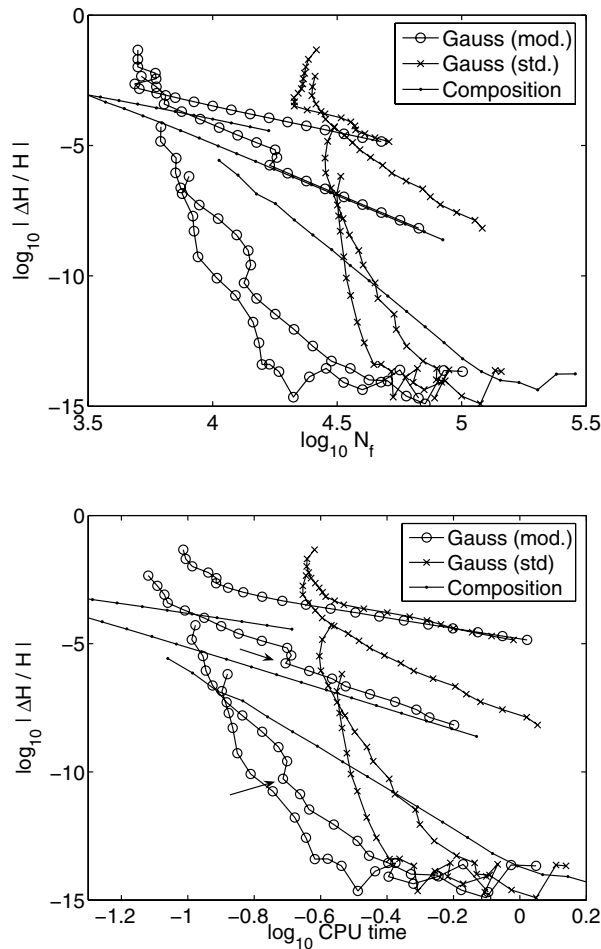 0
−5
−10
−15
log10 | ΔH / H |
Gauss (mod.)
Gauss (std.)
Composition
3.5 4 4.5 5 5.5
log10 Nf
0
−5
−10
−15
log10 | ΔH / H |
Gauss (mod.)
Gauss (std)
Composition
−1.2 −1 −0.8 −0.6 −0.4 −0.2 0 0.2
log10 CPU time